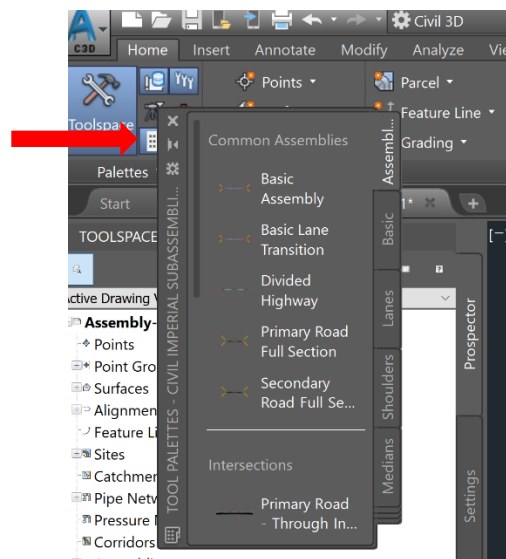 C3D
Civil 3D
Home Insert Annotate Modify Analyze
Toolspace
Points
Parcel
Feature Line
Grading
Palettes
Start
1*
TOOLSPACE
Active Drawing
Assembly-
Points
Point Gro
Surfaces
Alignmen
Feature Li
Sites
Catchmen
Pipe Netw
Pressure
Corridors
TOOL PALETTES - CIVIL IMPERIAL SUBASSEMBLI...
Common Assemblies
Basic
Assembly
Basic Lane
Transition
Divided
Highway
Primary Road
Full Section
Secondary
Road Full Se...
Intersections
Primary Road
- Through In...
Assembl...
Basic
Lanes
Shoulders
Medians
Prospector
Settings
[−]